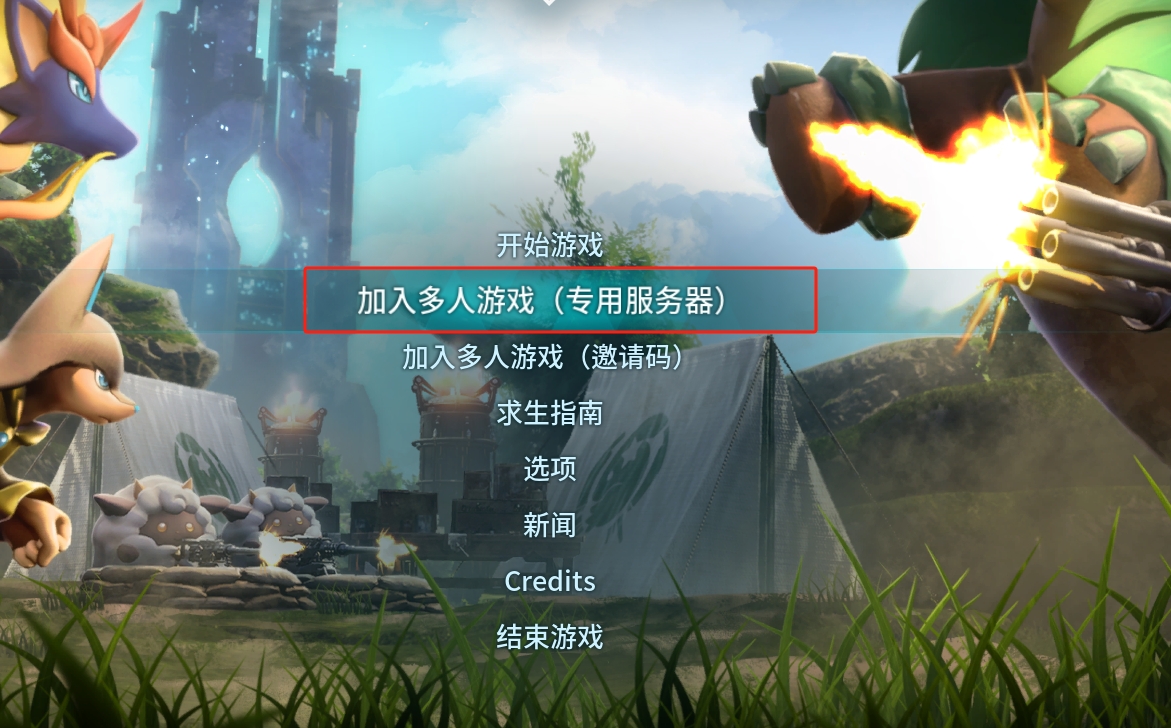 开始游戏
加入多人游戏（专用服务器）
加入多人游戏（邀请码）
求生指南
选项
新闻
Credits
结束游戏